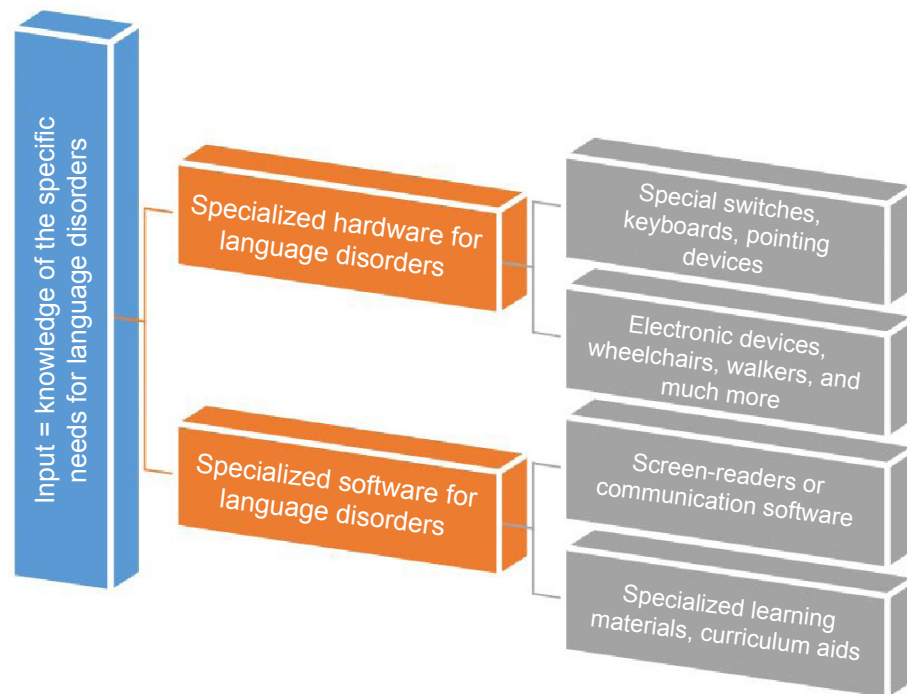 Input = knowledge of the specific
needs for language disorders
Specialized hardware for
language disorders
Special switches,
keyboards, pointing
devices
Electronic devices,
wheelchairs, walkers, and
much more
Specialized software for
language disorders
Screen-readers or
communication software
Specialized learning
materials, curriculum aids